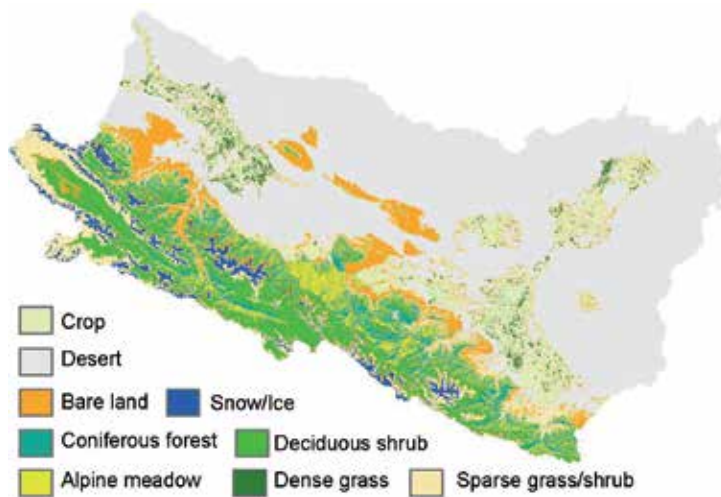 Crop
Desert
Bare land Snow/Ice
Coniferous forest Deciduous shrub
Alpine meadow Dense grass Sparse grass/shrub